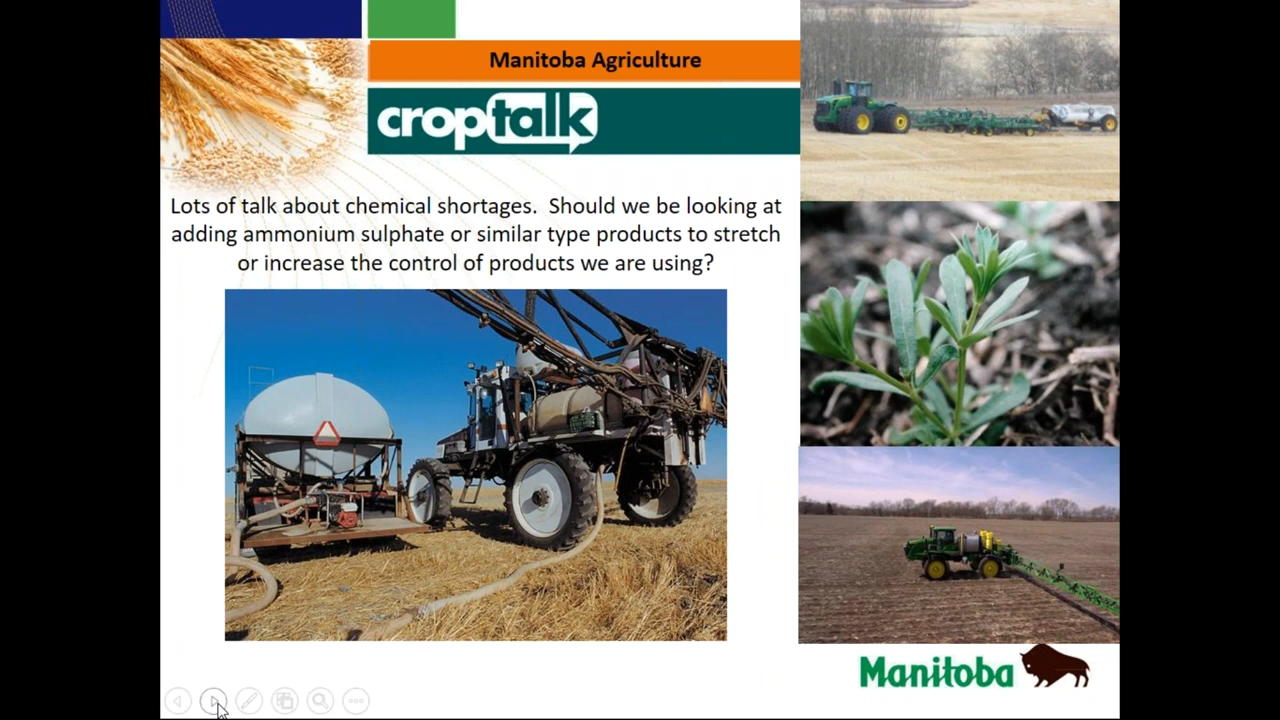 Manitoba Agriculture
croptalk
Lots of talk about chemical shortages.  Should we be looking at
adding ammonium sulphate or similar type products to stretch
or increase the control of products we are using?
Manitoba